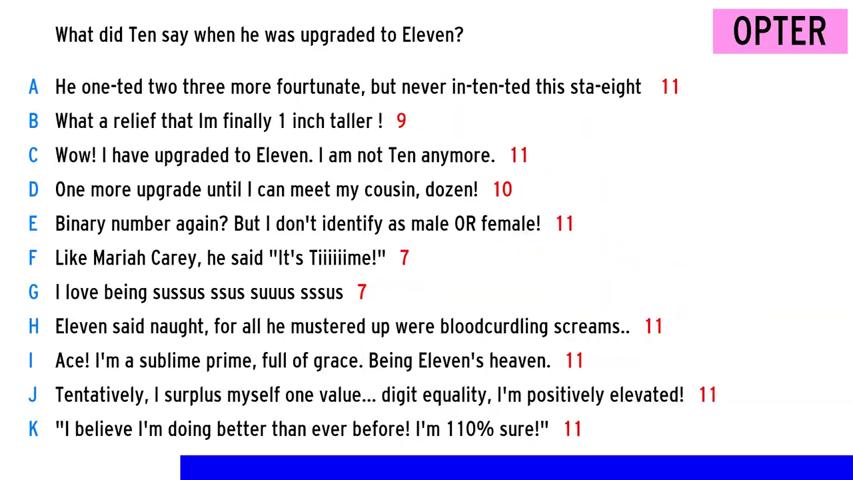 What did Ten say when he was upgraded to Eleven?
OPTER
A He one-ted two three more fourtunate, but never in-ten-ted this sta-eight 11
B What a relief that Im finally 1 inch taller ! 9
C Wow! I have upgraded to Eleven. I am not Ten anymore. 11
D One more upgrade until I can meet my cousin, dozen! 10
E Binary number again? But I don't identify as male OR female! 11
F Like Mariah Carey, he said "It's Tiiiiiime!" 7
G I love being sussus ssus suuus sssus 7
H Eleven said naught, for all he mustered up were bloodcurdling screams.. 11
I Ace! I'm a sublime prime, full of grace. Being Eleven's heaven. 11
J Tentatively, I surplus myself one value... digit equality, I'm positively elevated! 11
K "I believe I'm doing better than ever before! I'm 110% sure!" 11